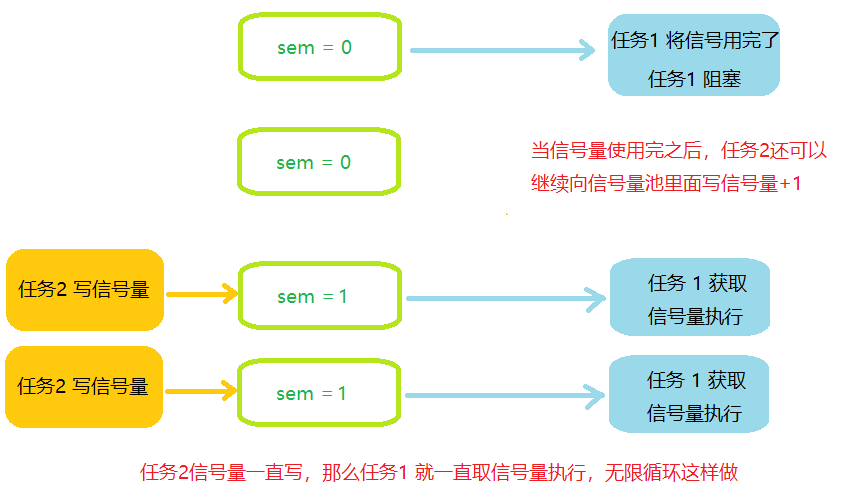 sem = 0
任务1 将信号用完了
任务1 阻塞
sem = 0
当信号量使用完之后，任务2还可以
继续向信号量池里面写信号量+1
任务2 写信号量
sem = 1
任务 1 获取
信号量执行
任务2 写信号量
sem = 1
任务 1 获取
信号量执行
任务2信号量一直写，那么任务1 就一直取信号量执行，无限循环这样做